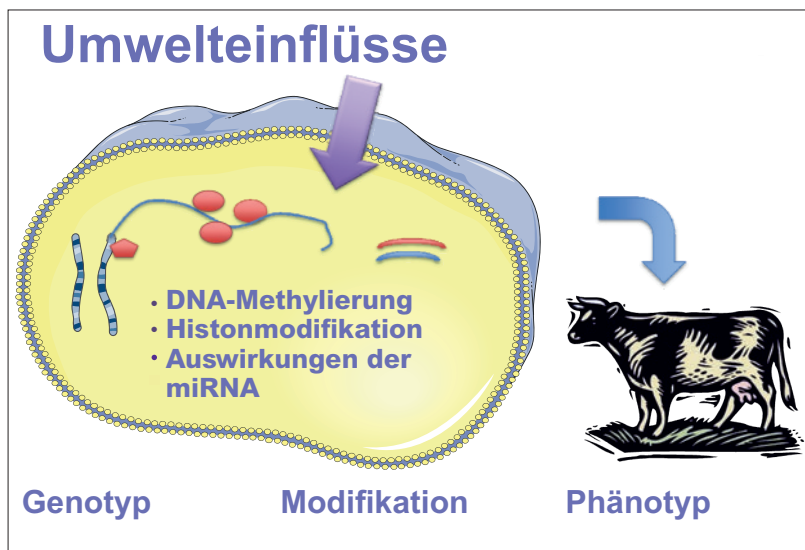 Umwelteinflüsse
• DNA-Methylierung
• Histonmodifikation
• Auswirkungen der
miRNA
Genotyp Modifikation Phänotyp